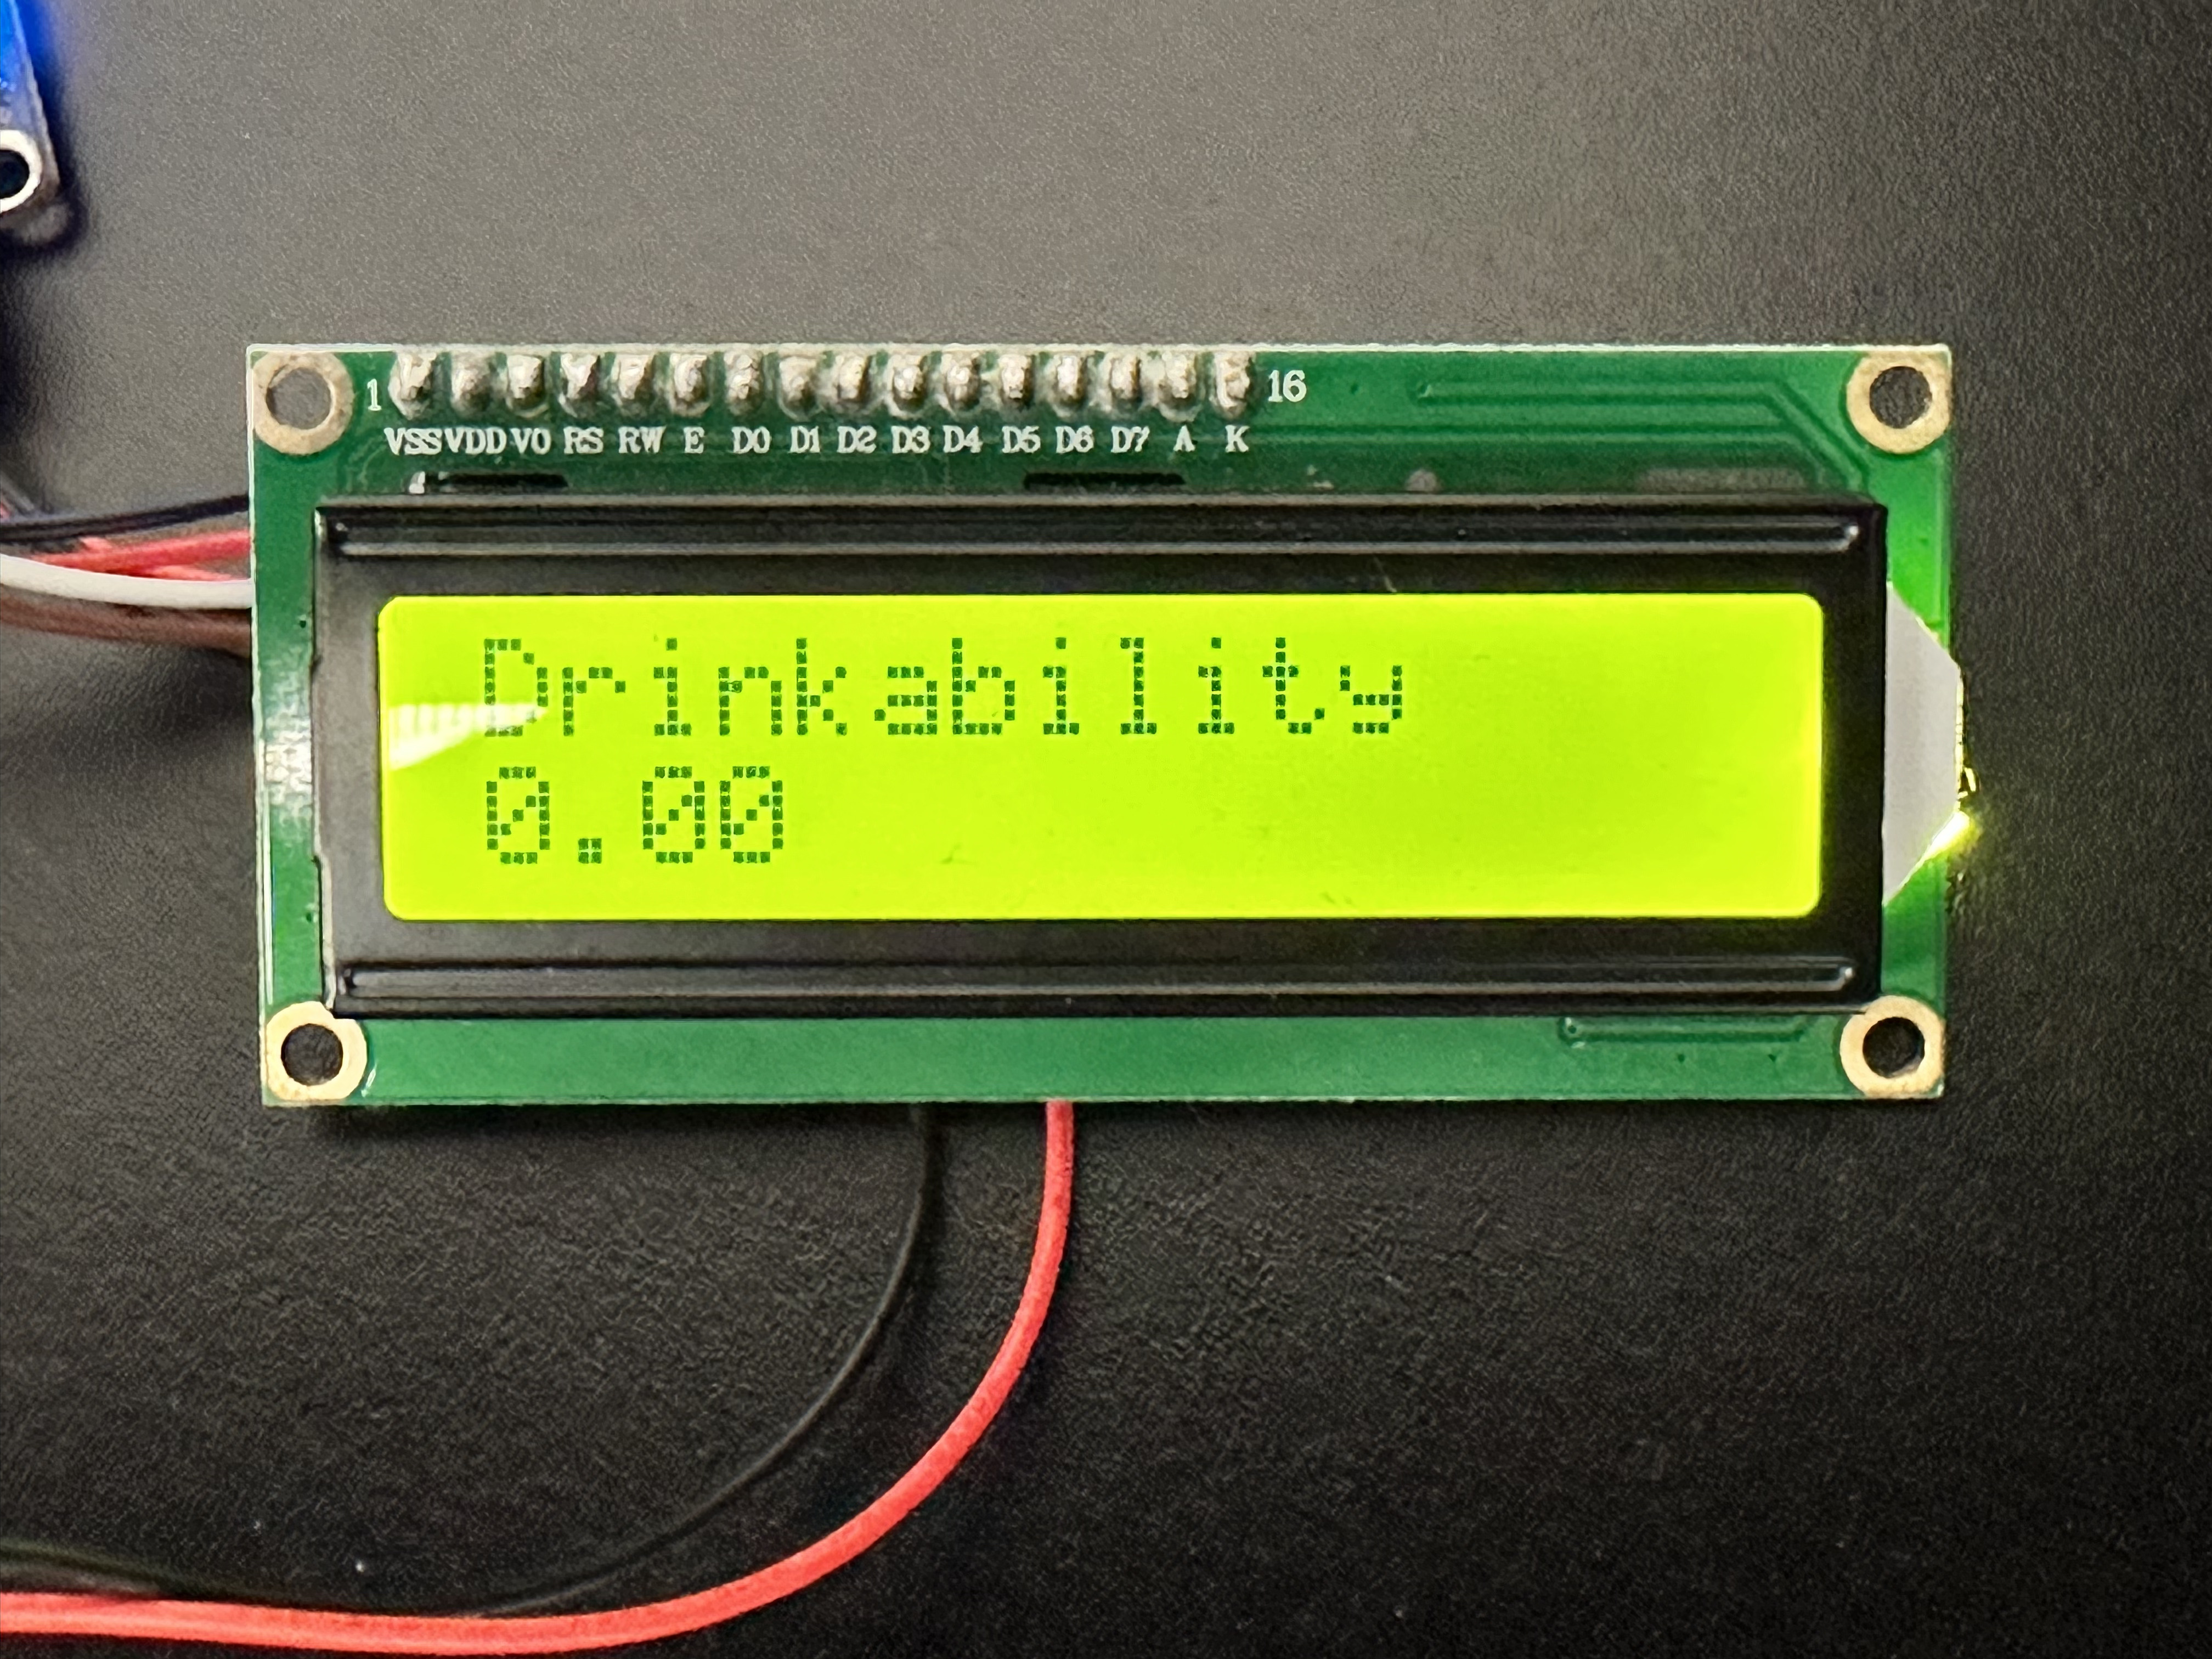 1 16
VSS VDD V0 RS RW E D0 D1 D2 D3 D4 D5 D6 D7 A K
Drinkability
0.00